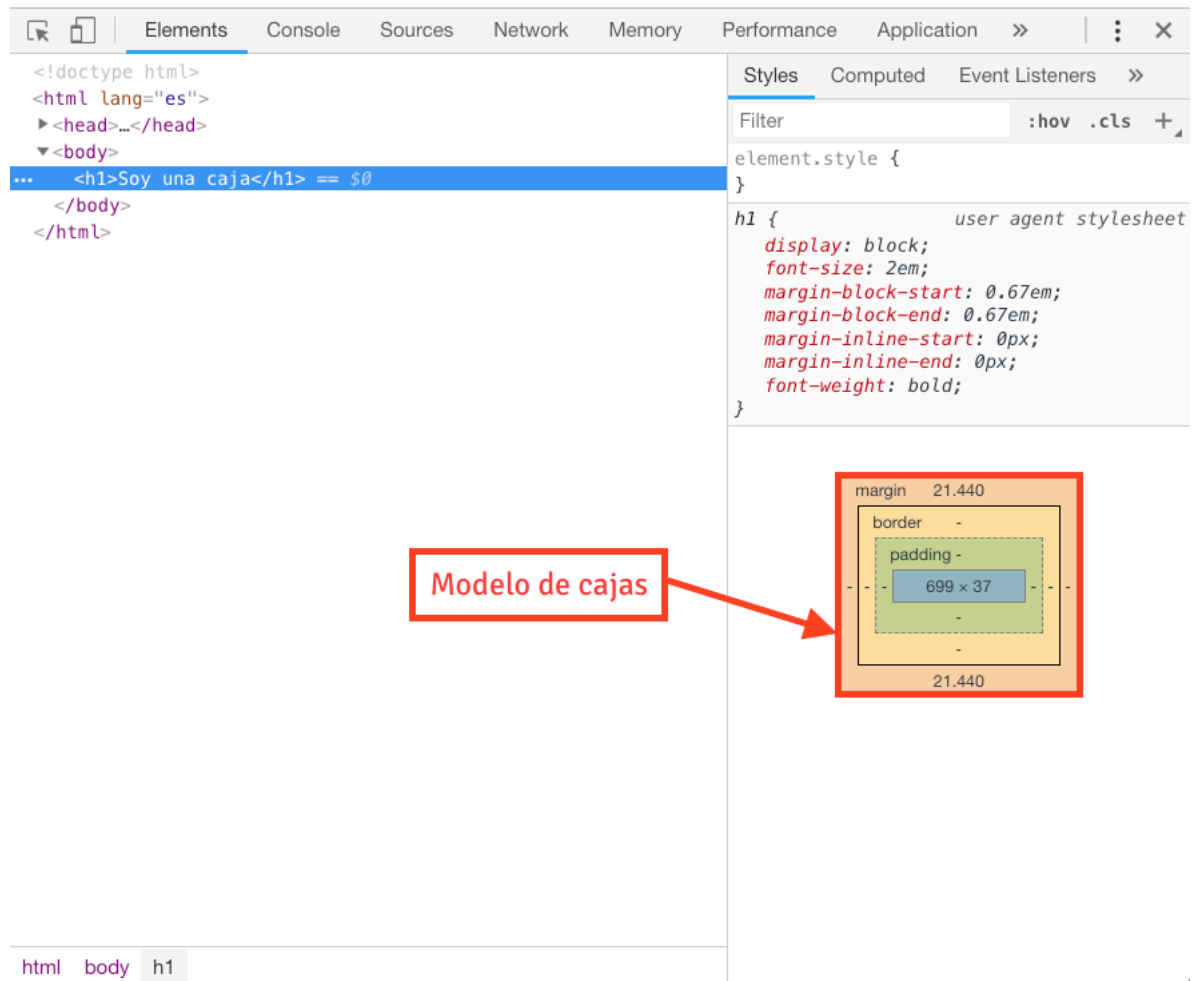 Elements Console Sources Network Memory Performance Application »
<!doctype html>
<html lang="es">
▶<head>…</head>
▼<body>
… <h1>Soy una caja</h1> == $0
</body>
</html>
html body h1
Styles Computed Event Listeners »
Filter :hov .cls +
element.style {
}
h1 { user agent stylesheet
display: block;
font-size: 2em;
margin-block-start: 0.67em;
margin-block-end: 0.67em;
margin-inline-start: 0px;
margin-inline-end: 0px;
font-weight: bold;
}
Modelo de cajas
margin 21.440
border -
padding -
- - - 699 × 37 - - -
-
-
21.440